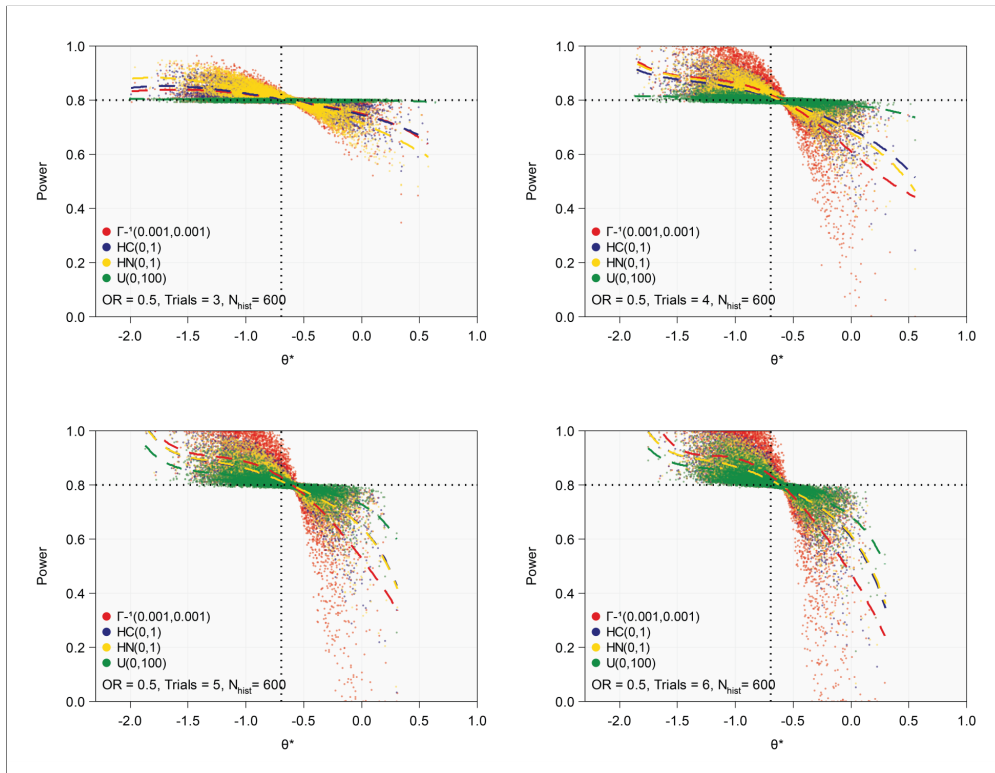 1.0
0.8
0.6
0.4
0.2
0.0
Power
Γ-¹(0.001,0.001)
HC(0,1)
HN(0,1)
U(0,100)
OR = 0.5, Trials = 3, Nhist= 600
-2.0 -1.5 -1.0 -0.5 0.0 0.5 1.0
θ*
1.0
0.8
0.6
0.4
0.2
0.0
Power
Γ-¹(0.001,0.001)
HC(0,1)
HN(0,1)
U(0,100)
OR = 0.5, Trials = 4, Nhist= 600
-2.0 -1.5 -1.0 -0.5 0.0 0.5 1.0
θ*
1.0
0.8
0.6
0.4
0.2
0.0
Power
Γ-¹(0.001,0.001)
HC(0,1)
HN(0,1)
U(0,100)
OR = 0.5, Trials = 5, Nhist= 600
-2.0 -1.5 -1.0 -0.5 0.0 0.5 1.0
θ*
1.0
0.8
0.6
0.4
0.2
0.0
Power
Γ-¹(0.001,0.001)
HC(0,1)
HN(0,1)
U(0,100)
OR = 0.5, Trials = 6, Nhist= 600
-2.0 -1.5 -1.0 -0.5 0.0 0.5 1.0
θ*